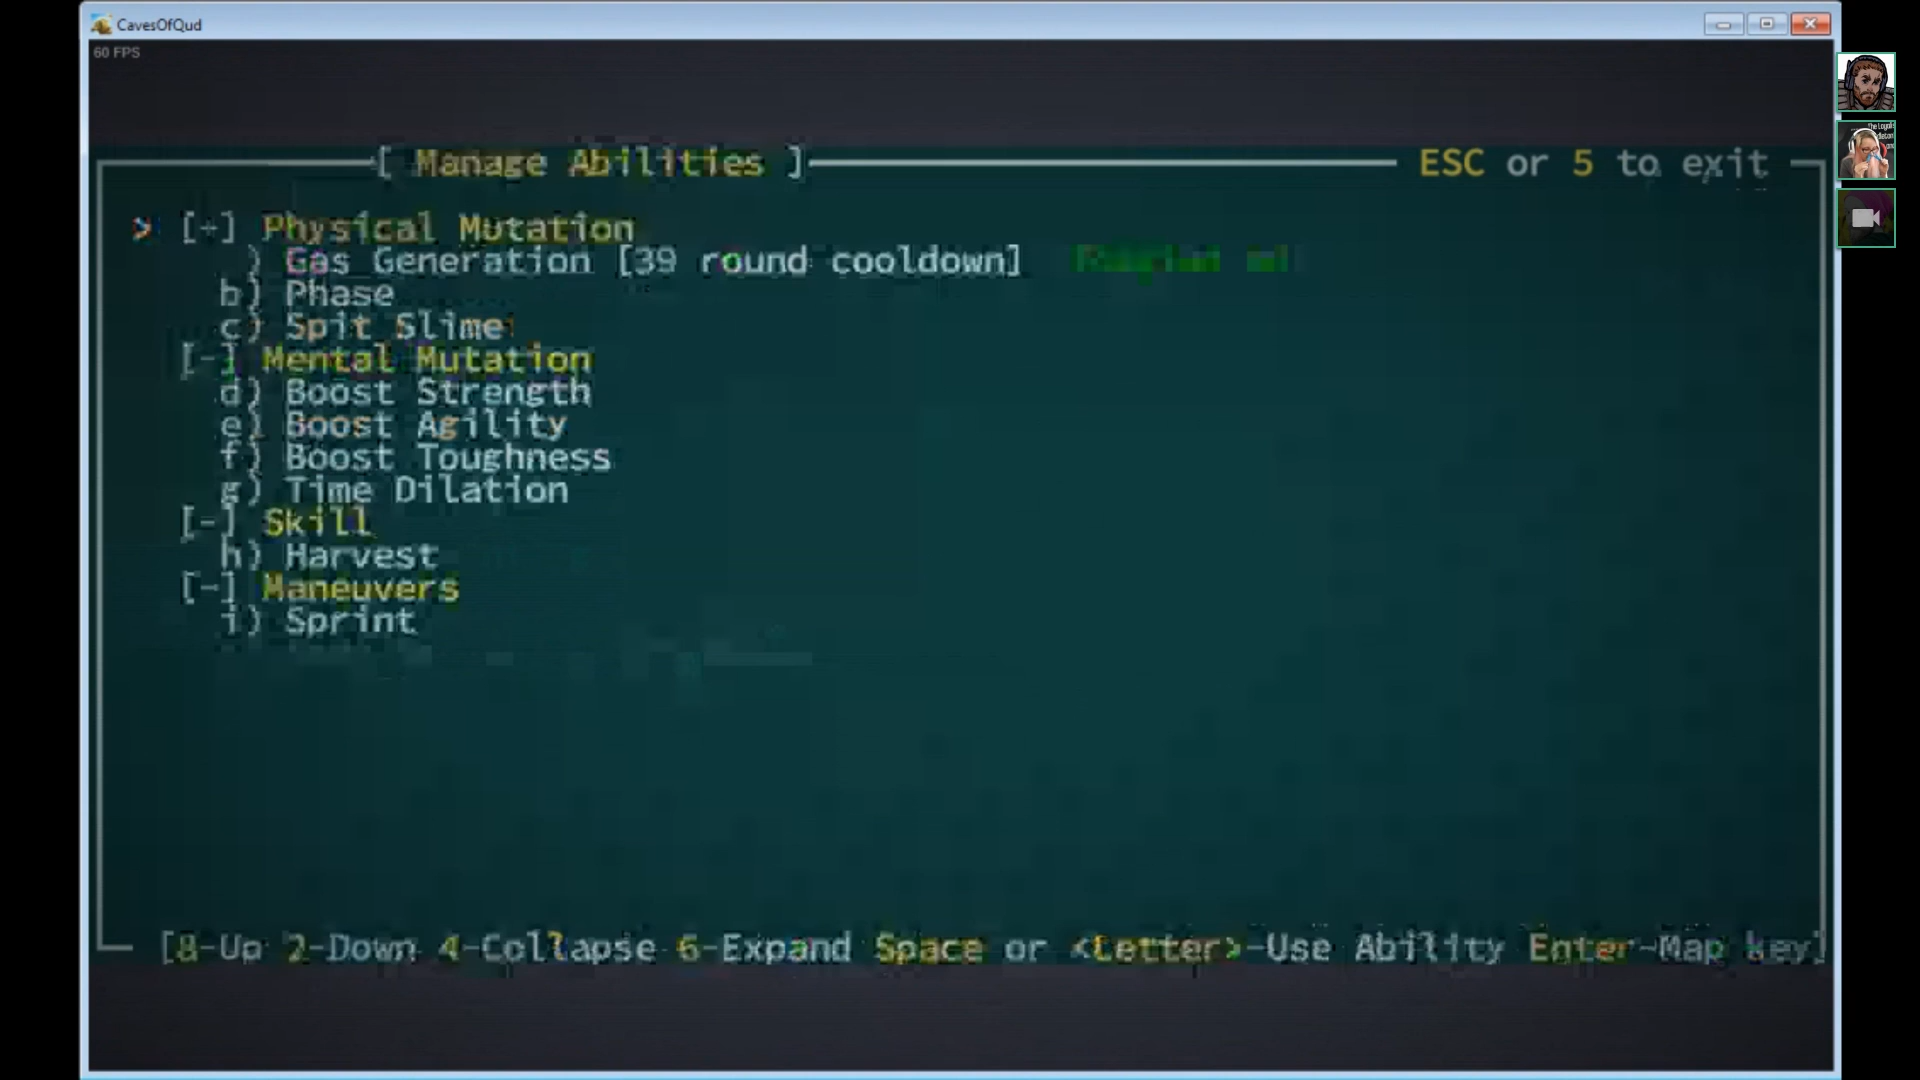 CavesOfQud
60 FPS
[ Manage Abilities ] ESC or 5 to exit
> [+] Physical Mutation
) Gas Generation [39 round cooldown]
b) Phase
c) Spit Slime
[-] Mental Mutation
d) Boost Strength
e) Boost Agility
f) Boost Toughness
g) Time Dilation
[-] Skill
h) Harvest
[-] Maneuvers
i) Sprint
[8-Up 2-Down 4-Collapse 6-Expand Space or <Letter>-Use Ability Enter-Map key]